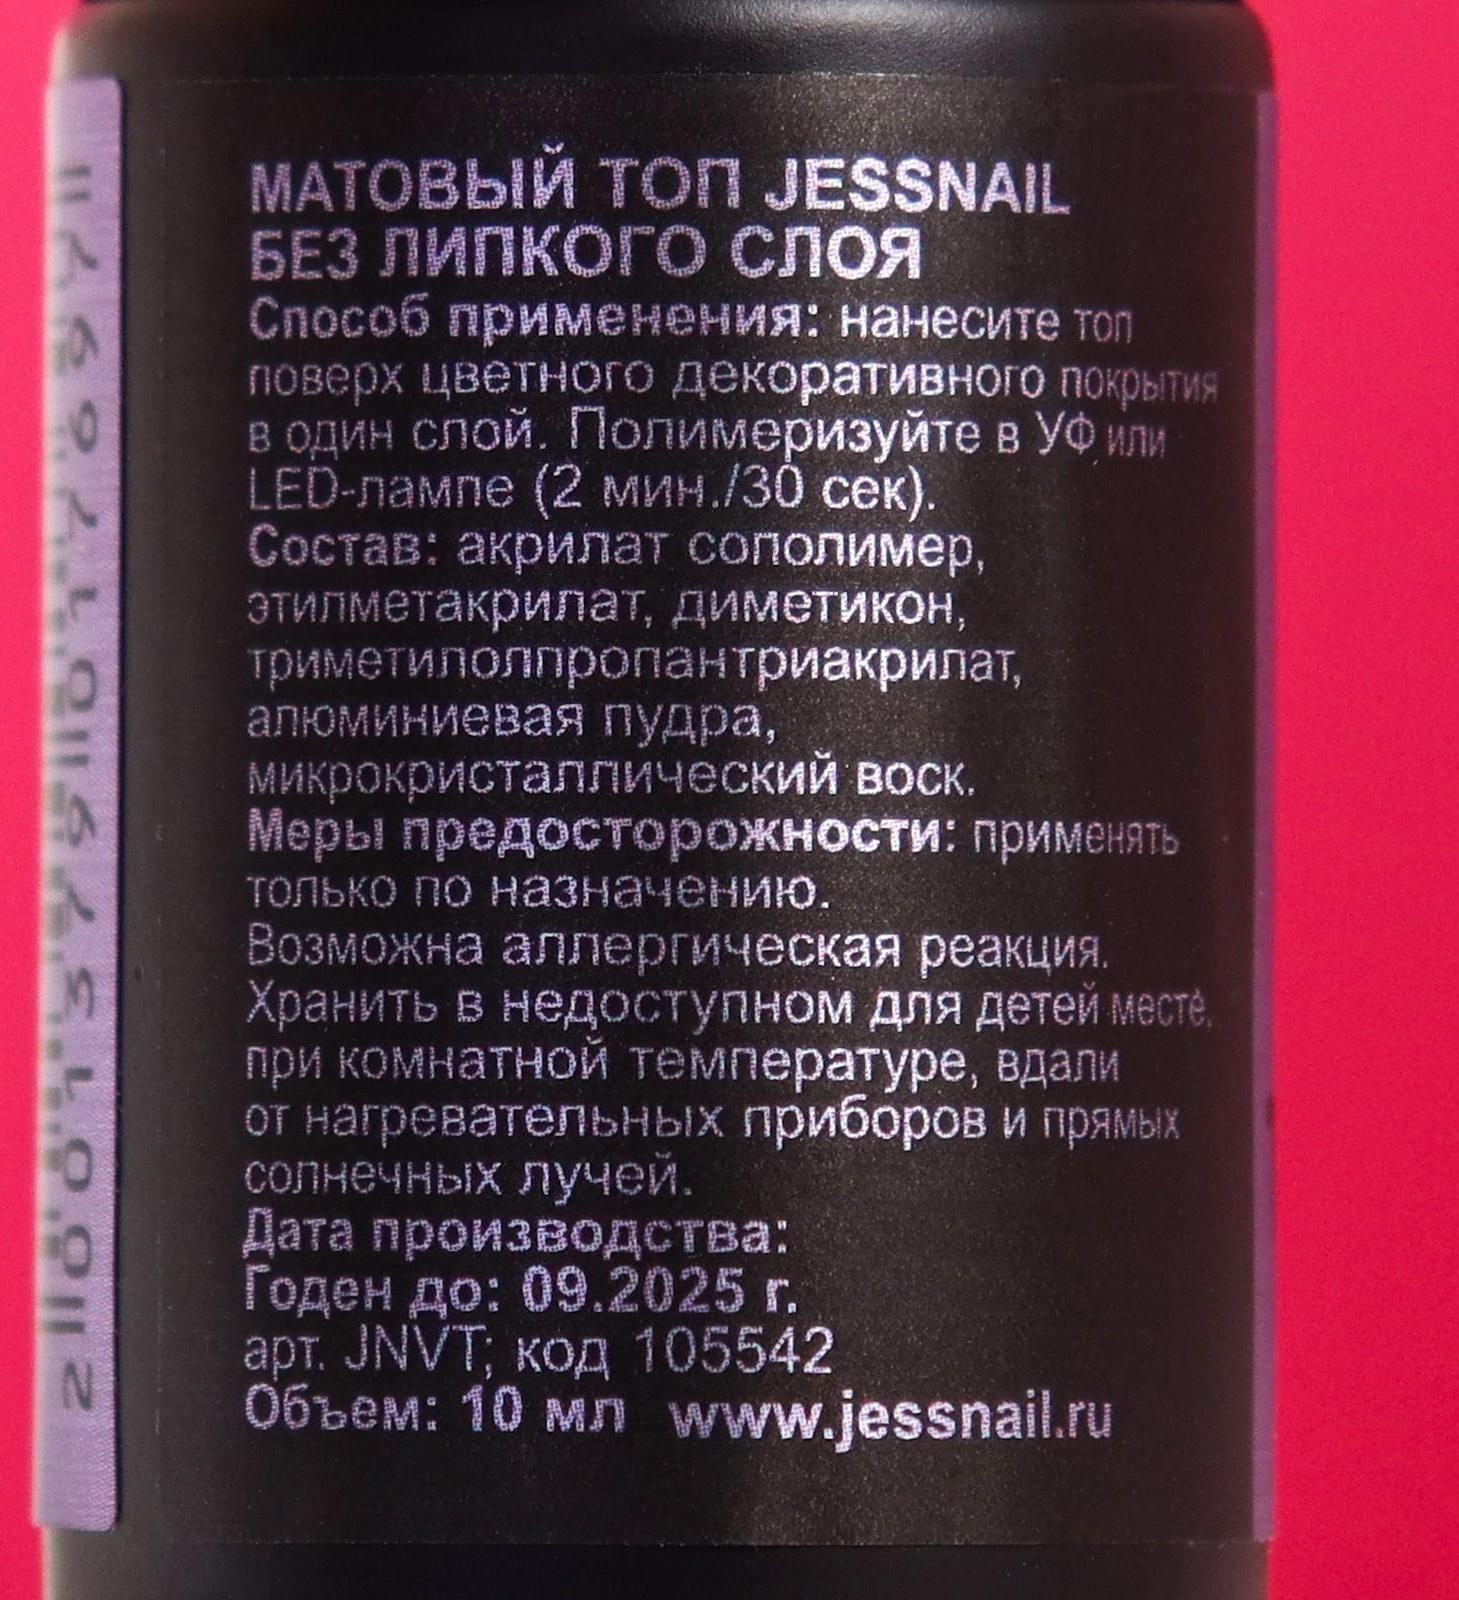 МАТОВЫЙ ТОП JESSNAIL
БЕЗ ЛИПКОГО СЛОЯ
Способ применения: нанесите топ
поверх цветного декоративного покрытия
в один слой. Полимеризуйте в УФ или
LED-лампе (2 мин./30 сек).
Состав: акрилат сополимер,
этилметакрилат, диметикон,
триметилолпропантриакрилат,
алюминиевая пудра,
микрокристаллический воск.
Меры предосторожности: применять
только по назначению.
Возможна аллергическая реакция.
Хранить в недоступном для детей месте,
при комнатной температуре, вдали
от нагревательных приборов и прямых
солнечных лучей.
Дата производства:
Годен до: 09.2025 г.
арт. JNVT; код 105542
Объем: 10 мл www.jessnail.ru